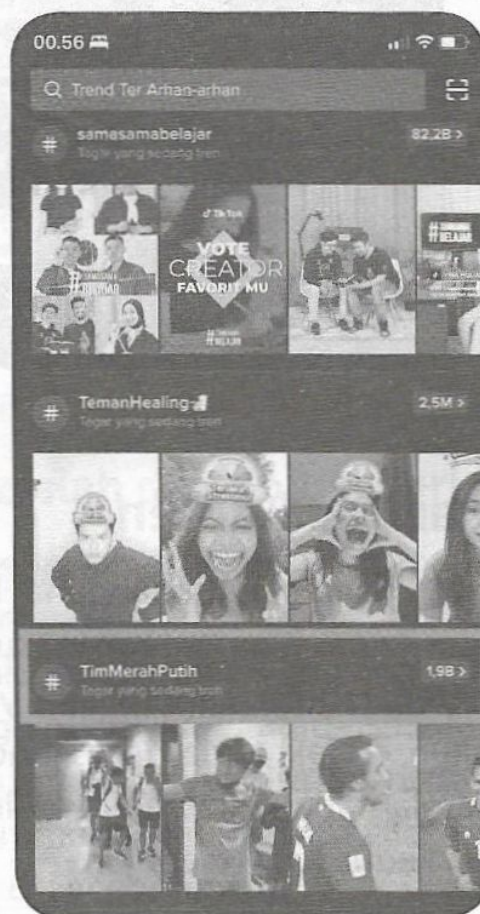 00.56
Trend Ter Arhan-arhan
#
samasamabelajar
82,2B >
Tagar yang sedang tren
TikTok
VOTE
CREATOR
FAVORIT MU
#
TemanHealing
2,5M >
Tagar yang sedang tren
#
TimMerahPutih
1,9B >
Tagar yang sedang tren